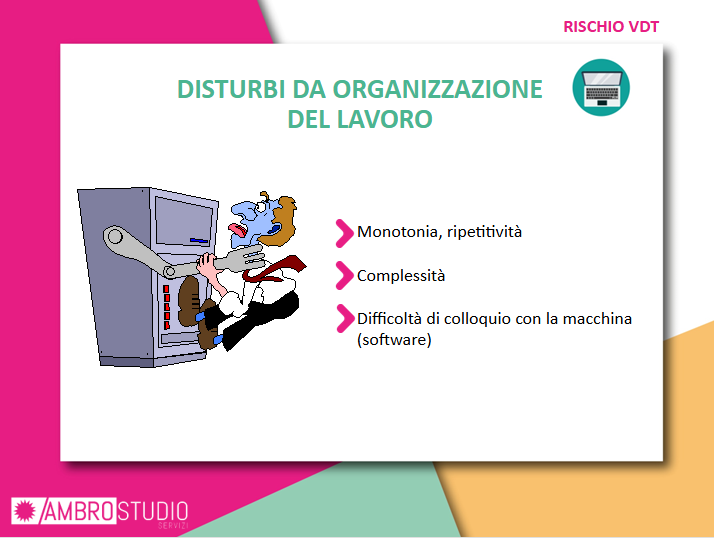 RISCHIO VDT
DISTURBI DA ORGANIZZAZIONE
DEL LAVORO
Monotonia, ripetitività
Complessità
Difficoltà di colloquio con la macchina
(software)
AMBROSTUDIO
SERVIZI